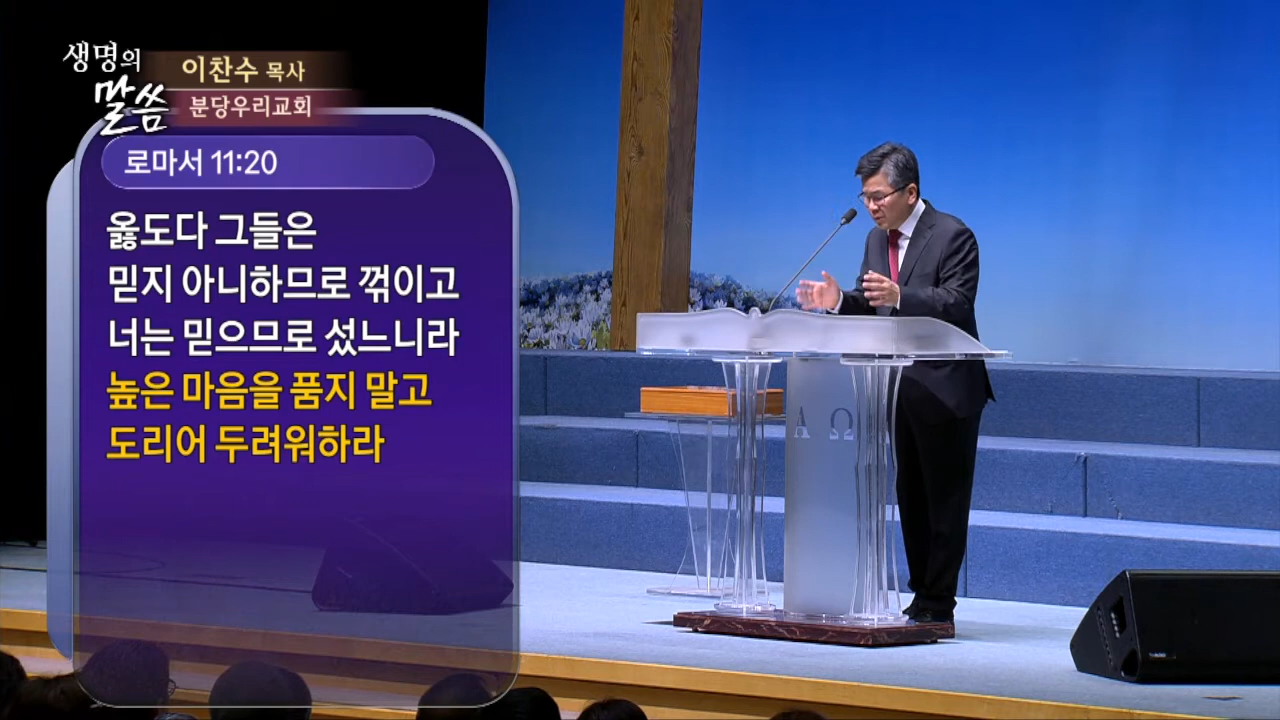 생명의
말씀
이찬수 목사
분당우리교회
로마서 11:20
옳도다 그들은
믿지 아니하므로 꺾이고
너는 믿으므로 섰느니라
높은 마음을 품지 말고
도리어 두려워하라
Α Ω